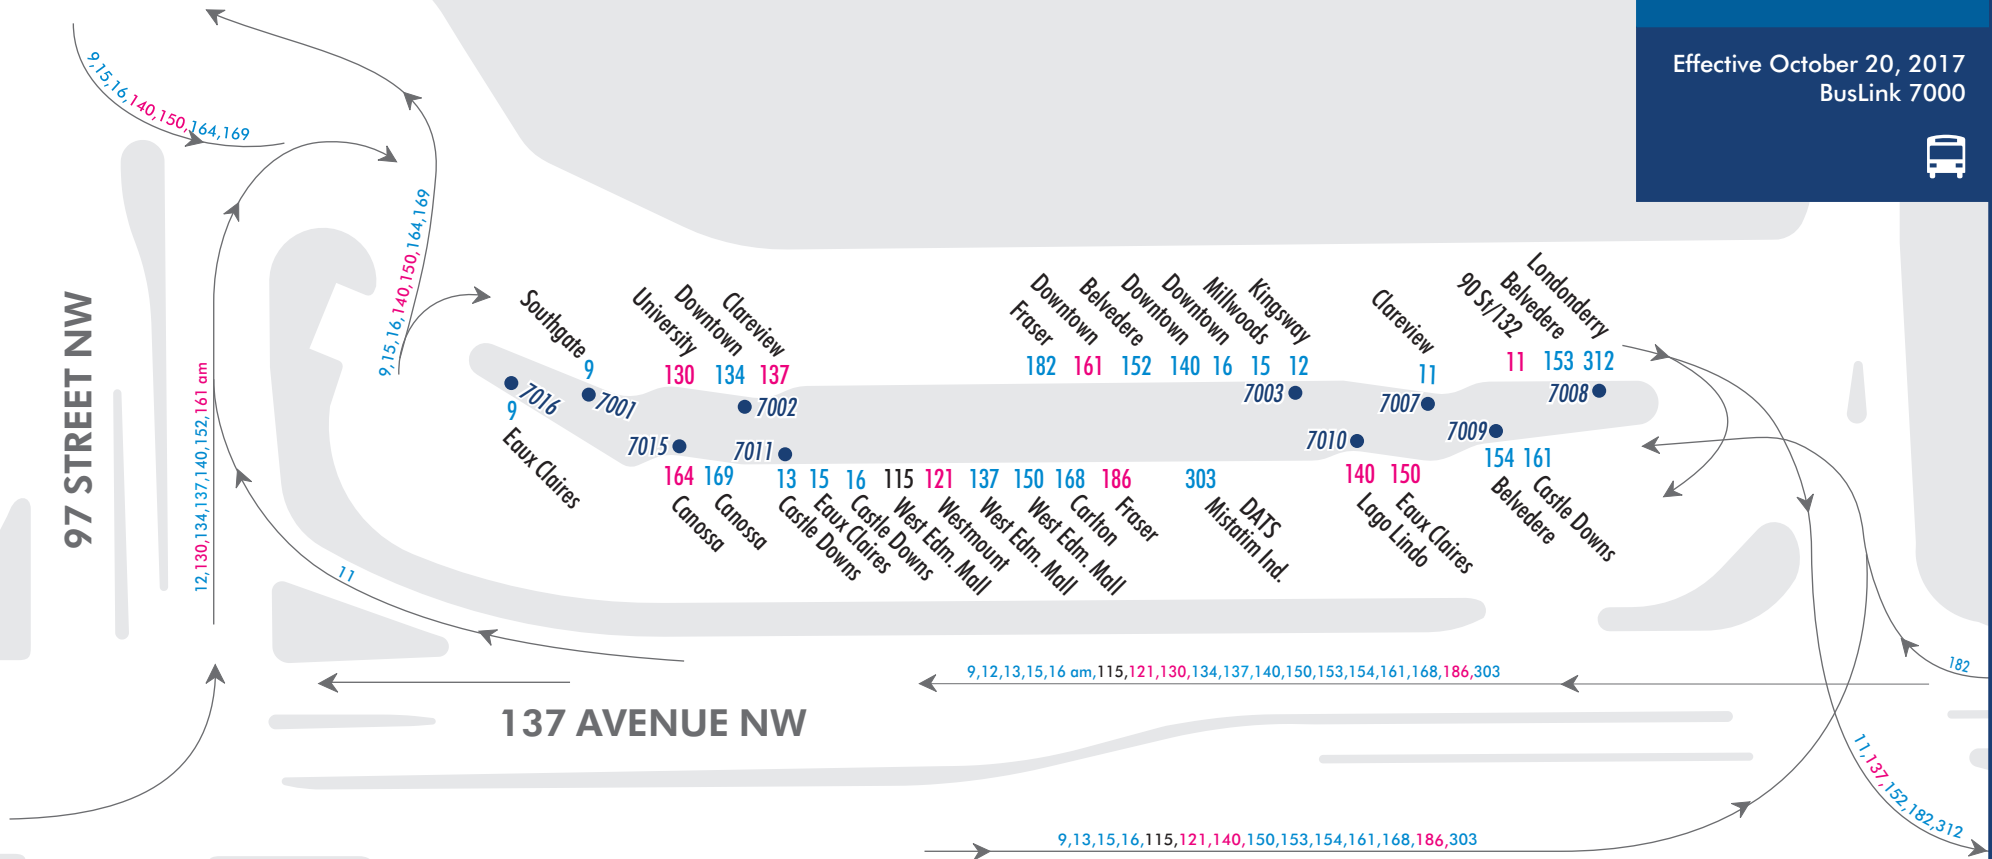 Effective October 20, 2017
BusLink 7000
9,15,16,140,150,164,169
9,15,16,140,150,164,169
97 STREET NW
12,130,134,137,140,152,161 am
11
Southgate
University
Downtown
Clareview
Fraser
Downtown
Belvedere
Downtown
Downtown
Millwoods
Kingsway
Clareview
90 St/132
Belvedere
Londonderry
9
130
134
137
182
161
152
140
16
15
12
11
11
153
312
7016
7001
7002
7003
7007
7008
7015
7011
7010
7009
9
Eaux Claires
164
169
13
15
16
115
121
137
150
168
186
303
140
150
154
161
Canossa
Canossa
Castle Downs
Eaux Claires
Castle Downs
West Edm. Mall
Westmount
West Edm. Mall
West Edm. Mall
Carlton
Fraser
Mistatim Ind.
DATS
Lago Lindo
Eaux Claires
Belvedere
Castle Downs
9,12,13,15,16 am,115,121,130,134,137,140,150,153,154,161,168,186,303
182
137 AVENUE NW
11,137,152,182,312
9,13,15,16,115,121,140,150,153,154,161,168,186,303